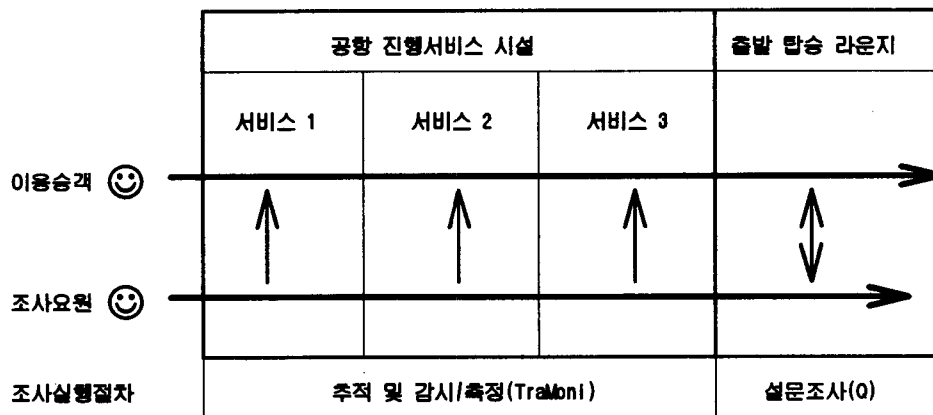 공항 진행서비스 시설 출발 탑승 라운지
서비스 1 서비스 2 서비스 3
이용승객
조사요원
조사실행절차 추적 및 감시/측정(TraMoni) 설문조사(Q)